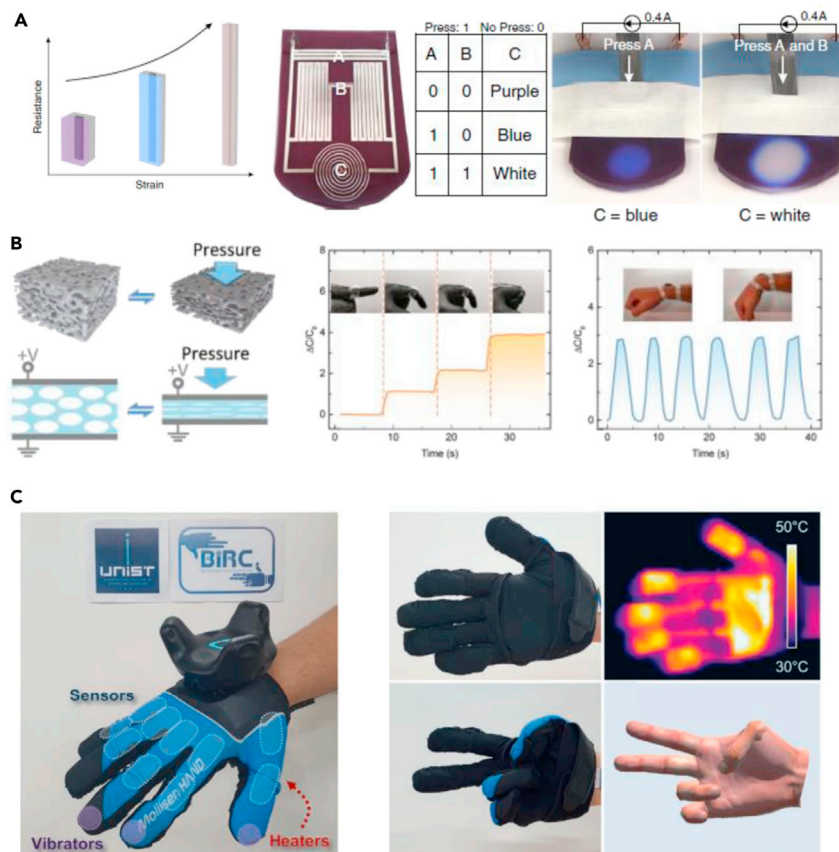 A
Resistance
Strain
A
B
C
Press: 1 No Press: 0
A B C
0 0 Purple
1 0 Blue
1 1 White
0.4A
Press A
C = blue
0.4A
Press A and B
C = white
B
Pressure
+V
+V
Pressure
8
6
4
2
0
ΔC/C₀
0 10 20 30
Time (s)
6
4
2
0
ΔC/C₀
0 10 20 30 40
Time (s)
C
UNIST
BiRC
Sensors
Molisen HAND
Vibrators
Heaters
50°C
30°C